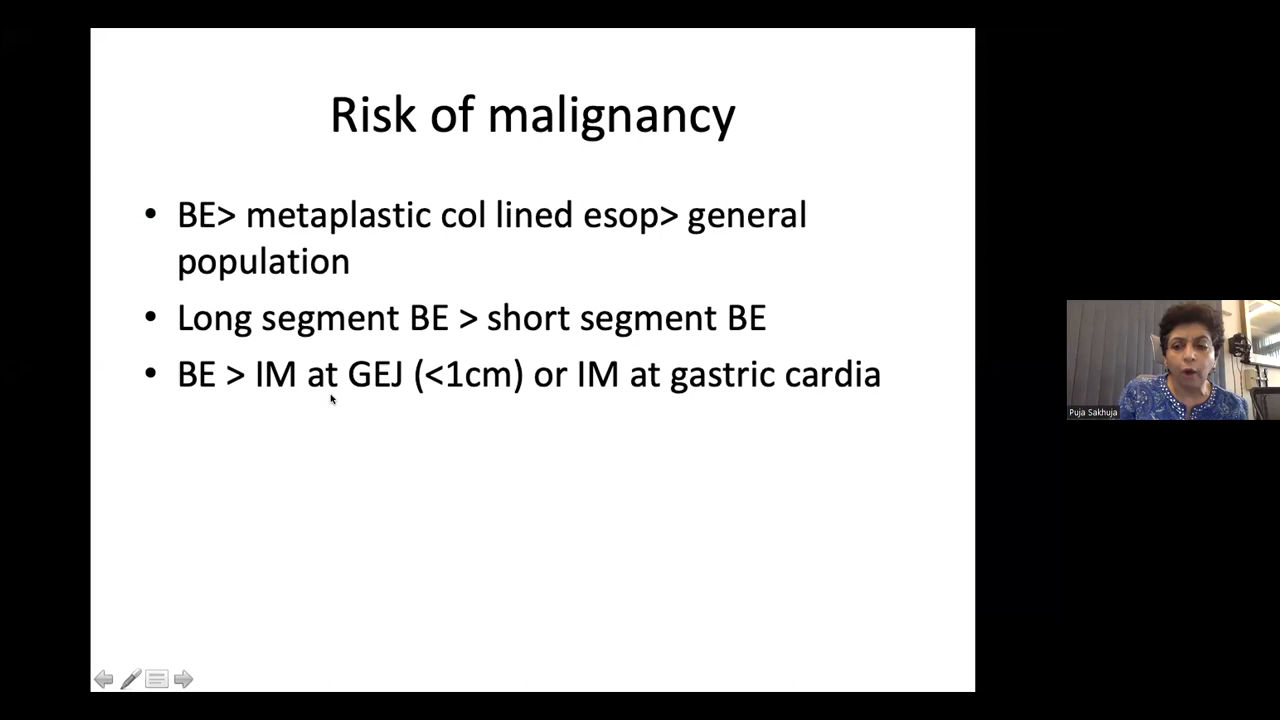 Risk of malignancy
• BE> metaplastic col lined esop> general
population
• Long segment BE > short segment BE
• BE > IM at GEJ (<1cm) or IM at gastric cardia
Puja Sakhuja